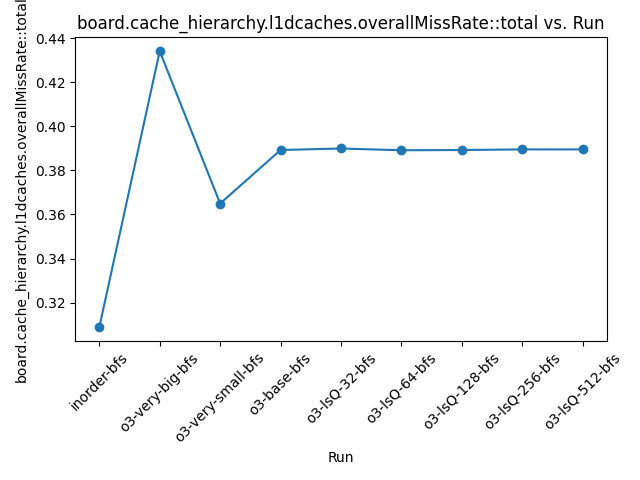 board.cache_hierarchy.l1dcaches.overallMissRate::total vs. Run
board.cache_hierarchy.l1dcaches.overallMissRate::total
0.44
0.42
0.40
0.38
0.36
0.34
0.32
inorder-bfs
o3-very-big-bfs
o3-very-small-bfs
o3-base-bfs
o3-lsQ-32-bfs
o3-lsQ-64-bfs
o3-lsQ-128-bfs
o3-lsQ-256-bfs
o3-lsQ-512-bfs
Run